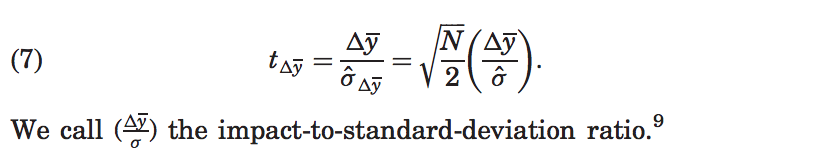 (7) t_{Δȳ} = Δȳ / σ̂_{Δȳ} = √(N/2) (Δȳ / σ̂).
We call (Δȳ/σ) the impact-to-standard-deviation ratio.⁹